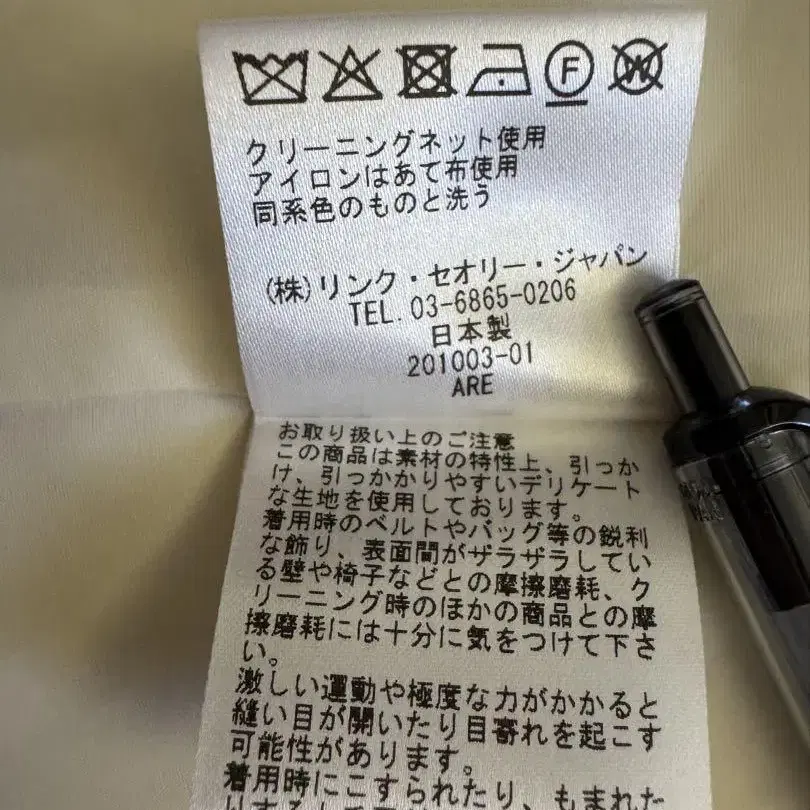 F W
クリーニングネット使用
アイロンはあて布使用
同系色のものと洗う
(株)リンク・セオリー・ジャパン
TEL.03-6865-0206
日本製
201003-01
ARE
お取り扱い上のご注意
この商品は素材の特性上、引っか
け、引っかかりやすいデリケート
な生地を使用しております。
着用時のベルトやバッグ等の鋭利
な飾り、表面間がザラザラしてい
る壁や椅子などとの摩擦磨耗、ク
リーニング時のほかの商品との摩
擦磨耗には十分に気をつけて下さ
い。
激しい運動や極度な力がかかると
縫い目が開いたり目寄れを起こす
可能性があります。
着用時にこすられたり、もまれた